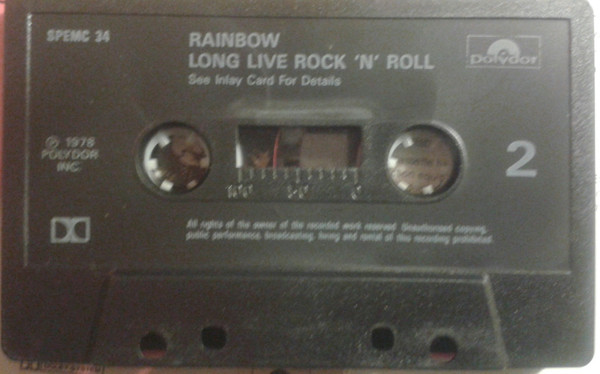 SPEMC 34
RAINBOW
LONG LIVE ROCK 'N' ROLL
See Inlay Card For Details
polydor
℗ 1978
POLYDOR
INC.
2
All rights of the owner of the recorded work reserved. Unauthorised copying,
public performance, broadcasting, hiring and rental of this recording prohibited.